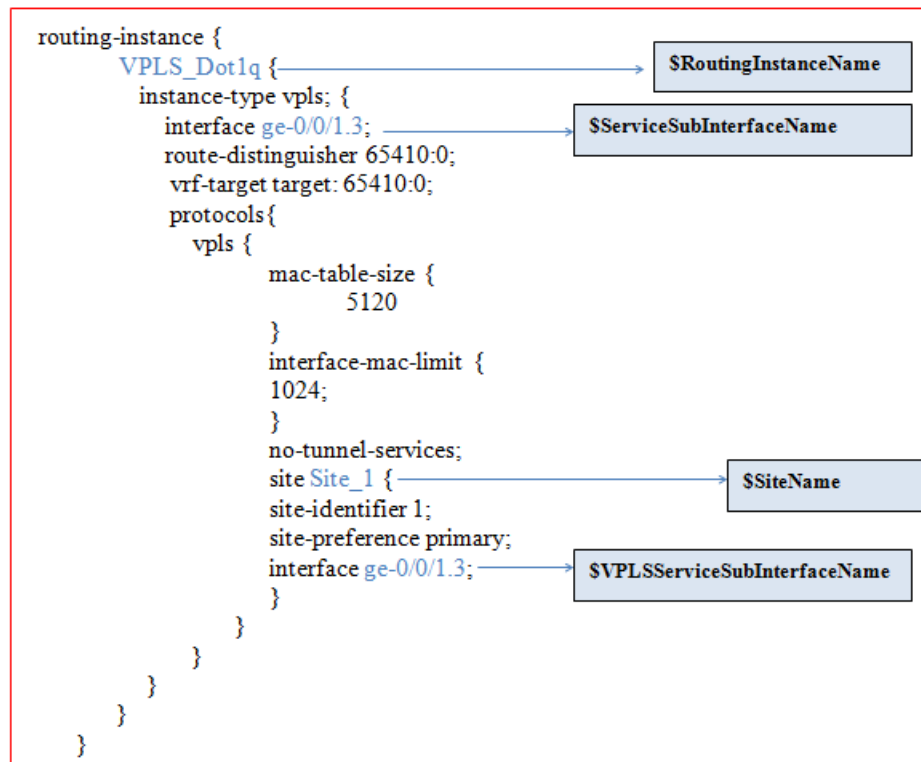 routing-instance {
VPLS_Dot1q {
$RoutingInstanceName
instance-type vpls; {
interface ge-0/0/1.3;
$ServiceSubInterfaceName
route-distinguisher 65410:0;
vrf-target target: 65410:0;
protocols{
vpls {
mac-table-size {
5120
}
interface-mac-limit {
1024;
}
no-tunnel-services;
site Site_1 {
$SiteName
site-identifier 1;
site-preference primary;
interface ge-0/0/1.3;
$VPLSServiceSubInterfaceName
}
}
}
}
}
}